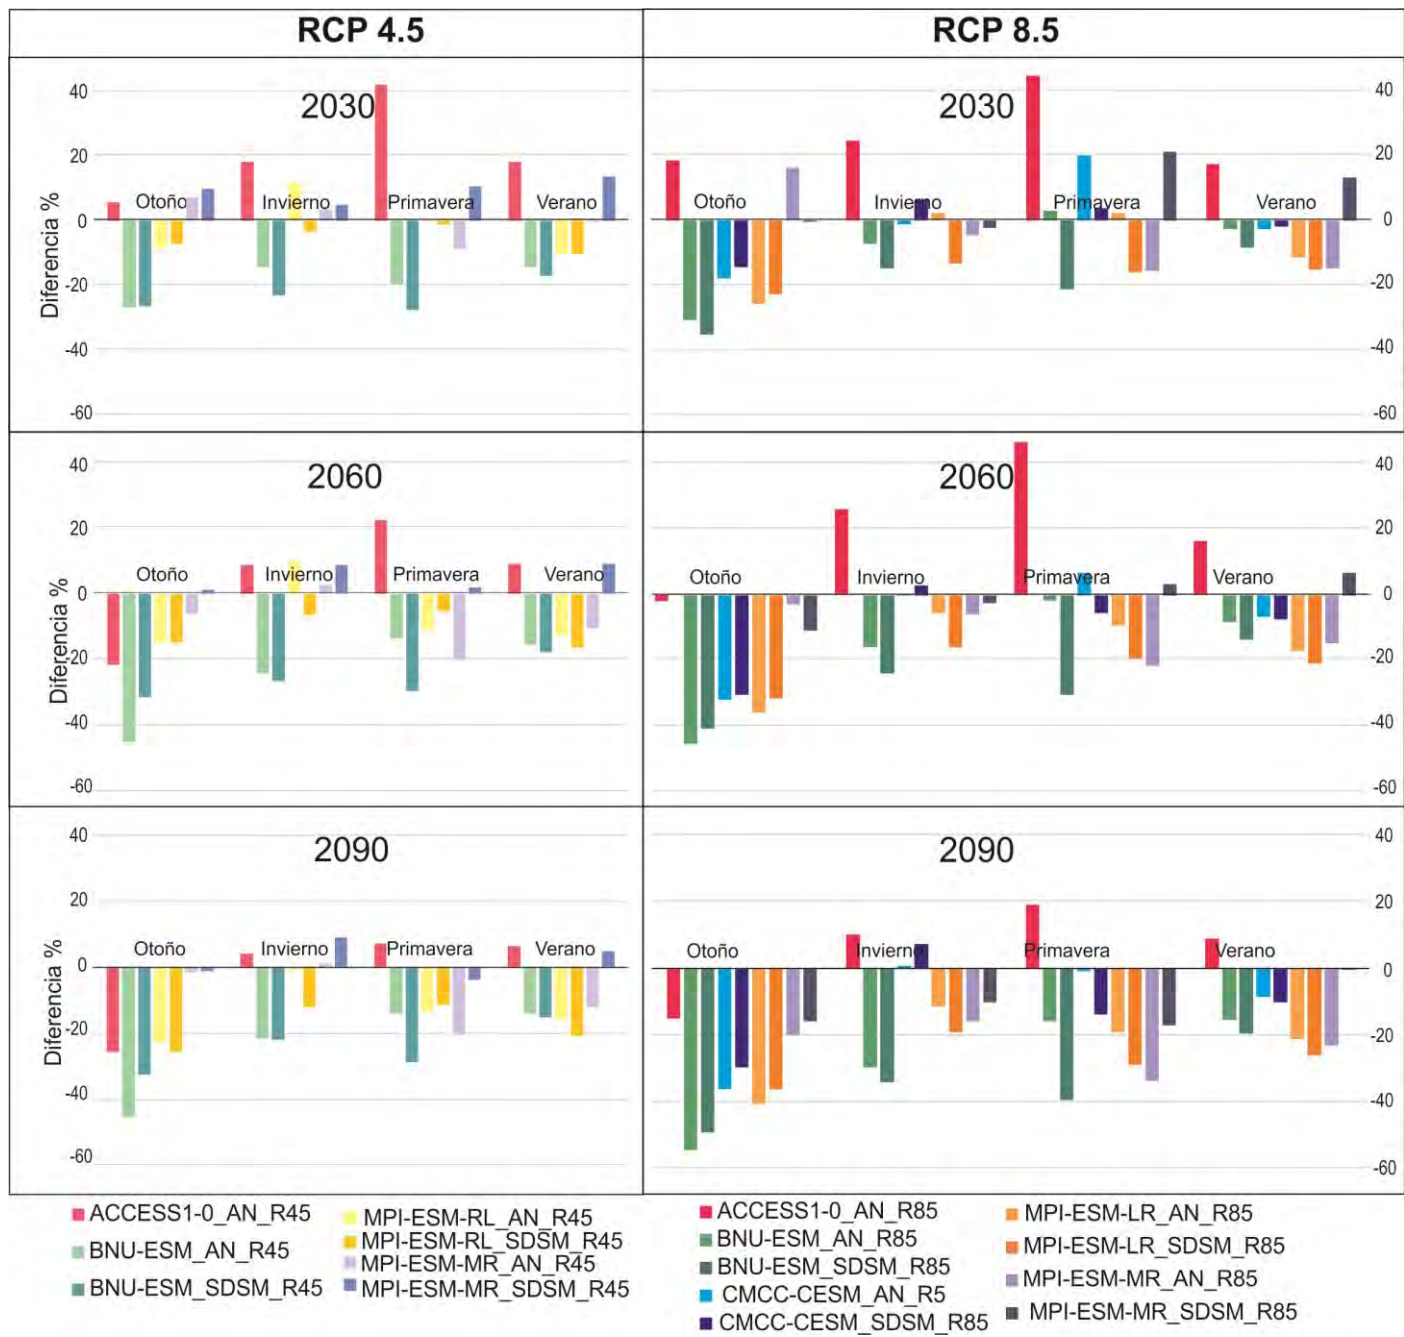 RCP 4.5
RCP 8.5
2030
40
20
0
-20
-40
-60
Diferencia %
Otoño
Invierno
Primavera
Verano
2030
Otoño
Invierno
Primavera
Verano
40
20
0
-20
-40
-60
2060
40
20
0
-20
-40
-60
Diferencia %
Otoño
Invierno
Primavera
Verano
2060
Otoño
Invierno
Primavera
Verano
40
20
0
-20
-40
-60
2090
40
20
0
-20
-40
-60
Diferencia %
Otoño
Invierno
Primavera
Verano
2090
Otoño
Invierno
Primavera
Verano
40
20
0
-20
-40
-60
ACCESS1-0_AN_R45
BNU-ESM_AN_R45
BNU-ESM_SDSM_R45
MPI-ESM-RL_AN_R45
MPI-ESM-RL_SDSM_R45
MPI-ESM-MR_AN_R45
MPI-ESM-MR_SDSM_R45
ACCESS1-0_AN_R85
BNU-ESM_AN_R85
BNU-ESM_SDSM_R85
CMCC-CESM_AN_R5
CMCC-CESM_SDSM_R85
MPI-ESM-LR_AN_R85
MPI-ESM-LR_SDSM_R85
MPI-ESM-MR_AN_R85
MPI-ESM-MR_SDSM_R85